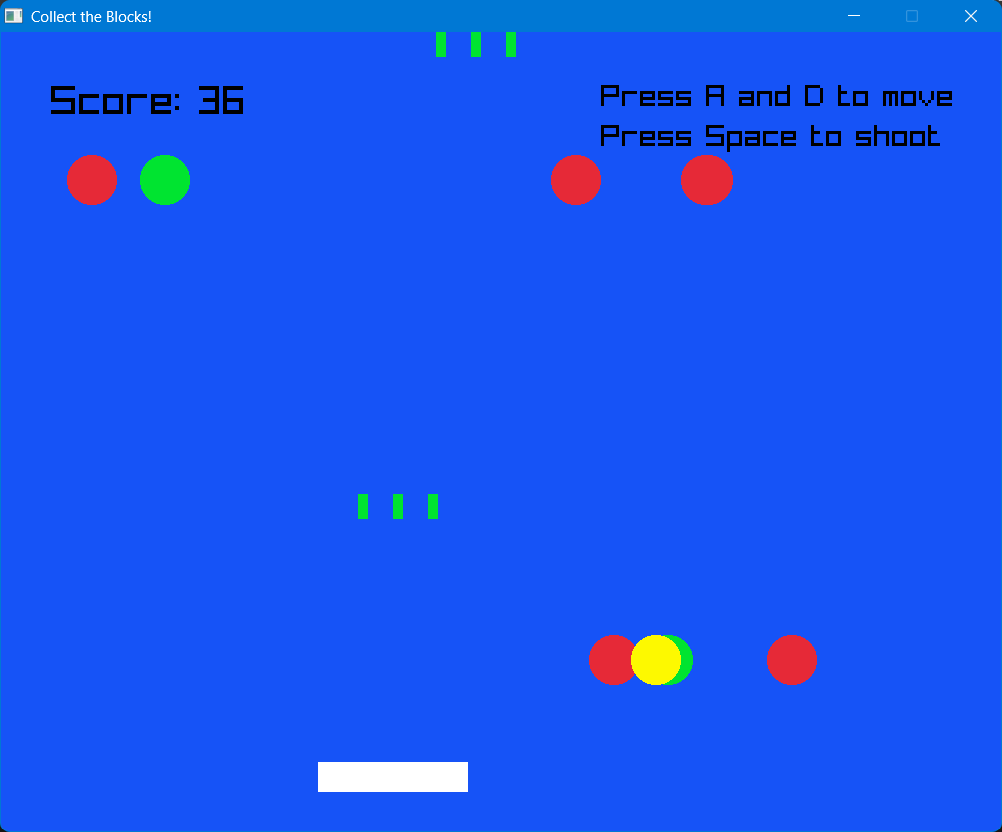 Collect the Blocks!
Score: 36
Press A and D to move
Press Space to shoot